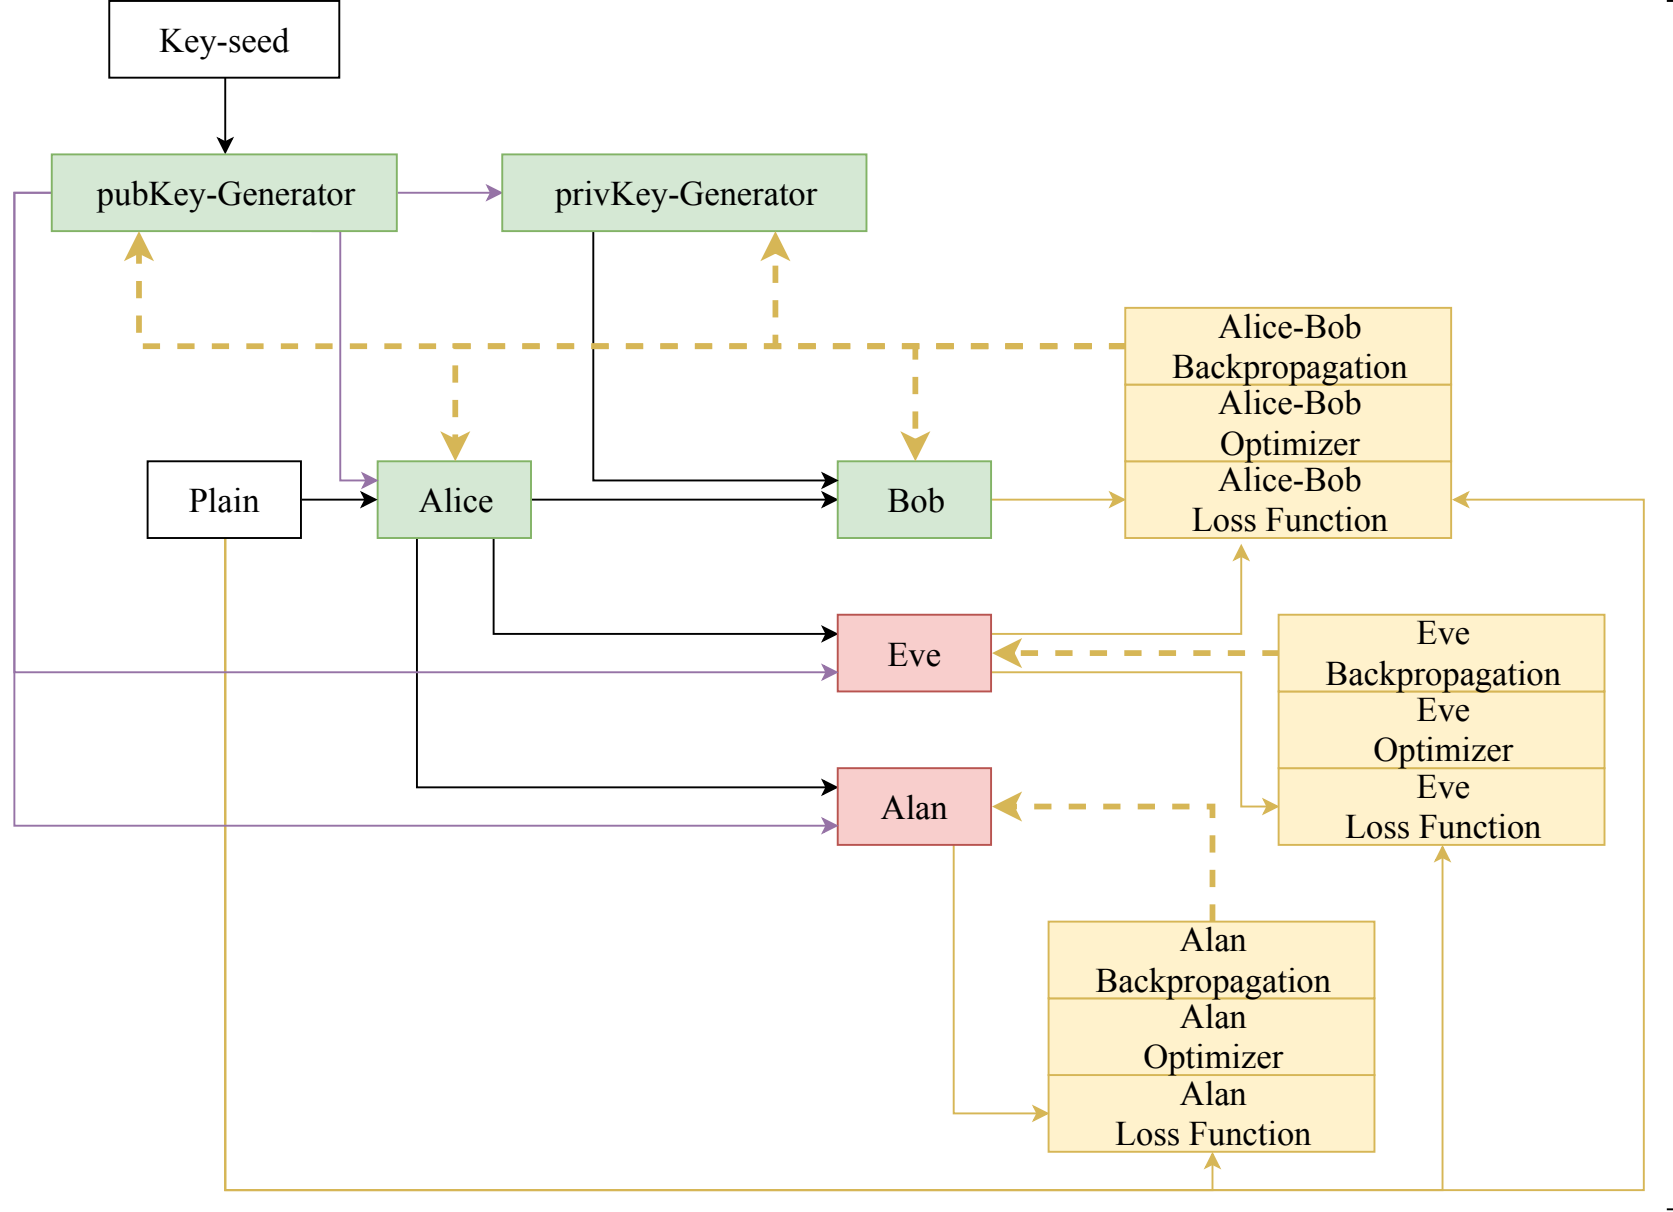 Key-seed
pubKey-Generator
privKey-Generator
Alice-Bob
Backpropagation
Alice-Bob
Optimizer
Alice-Bob
Loss Function
Plain
Alice
Bob
Eve
Eve
Backpropagation
Eve
Optimizer
Eve
Loss Function
Alan
Alan
Backpropagation
Alan
Optimizer
Alan
Loss Function